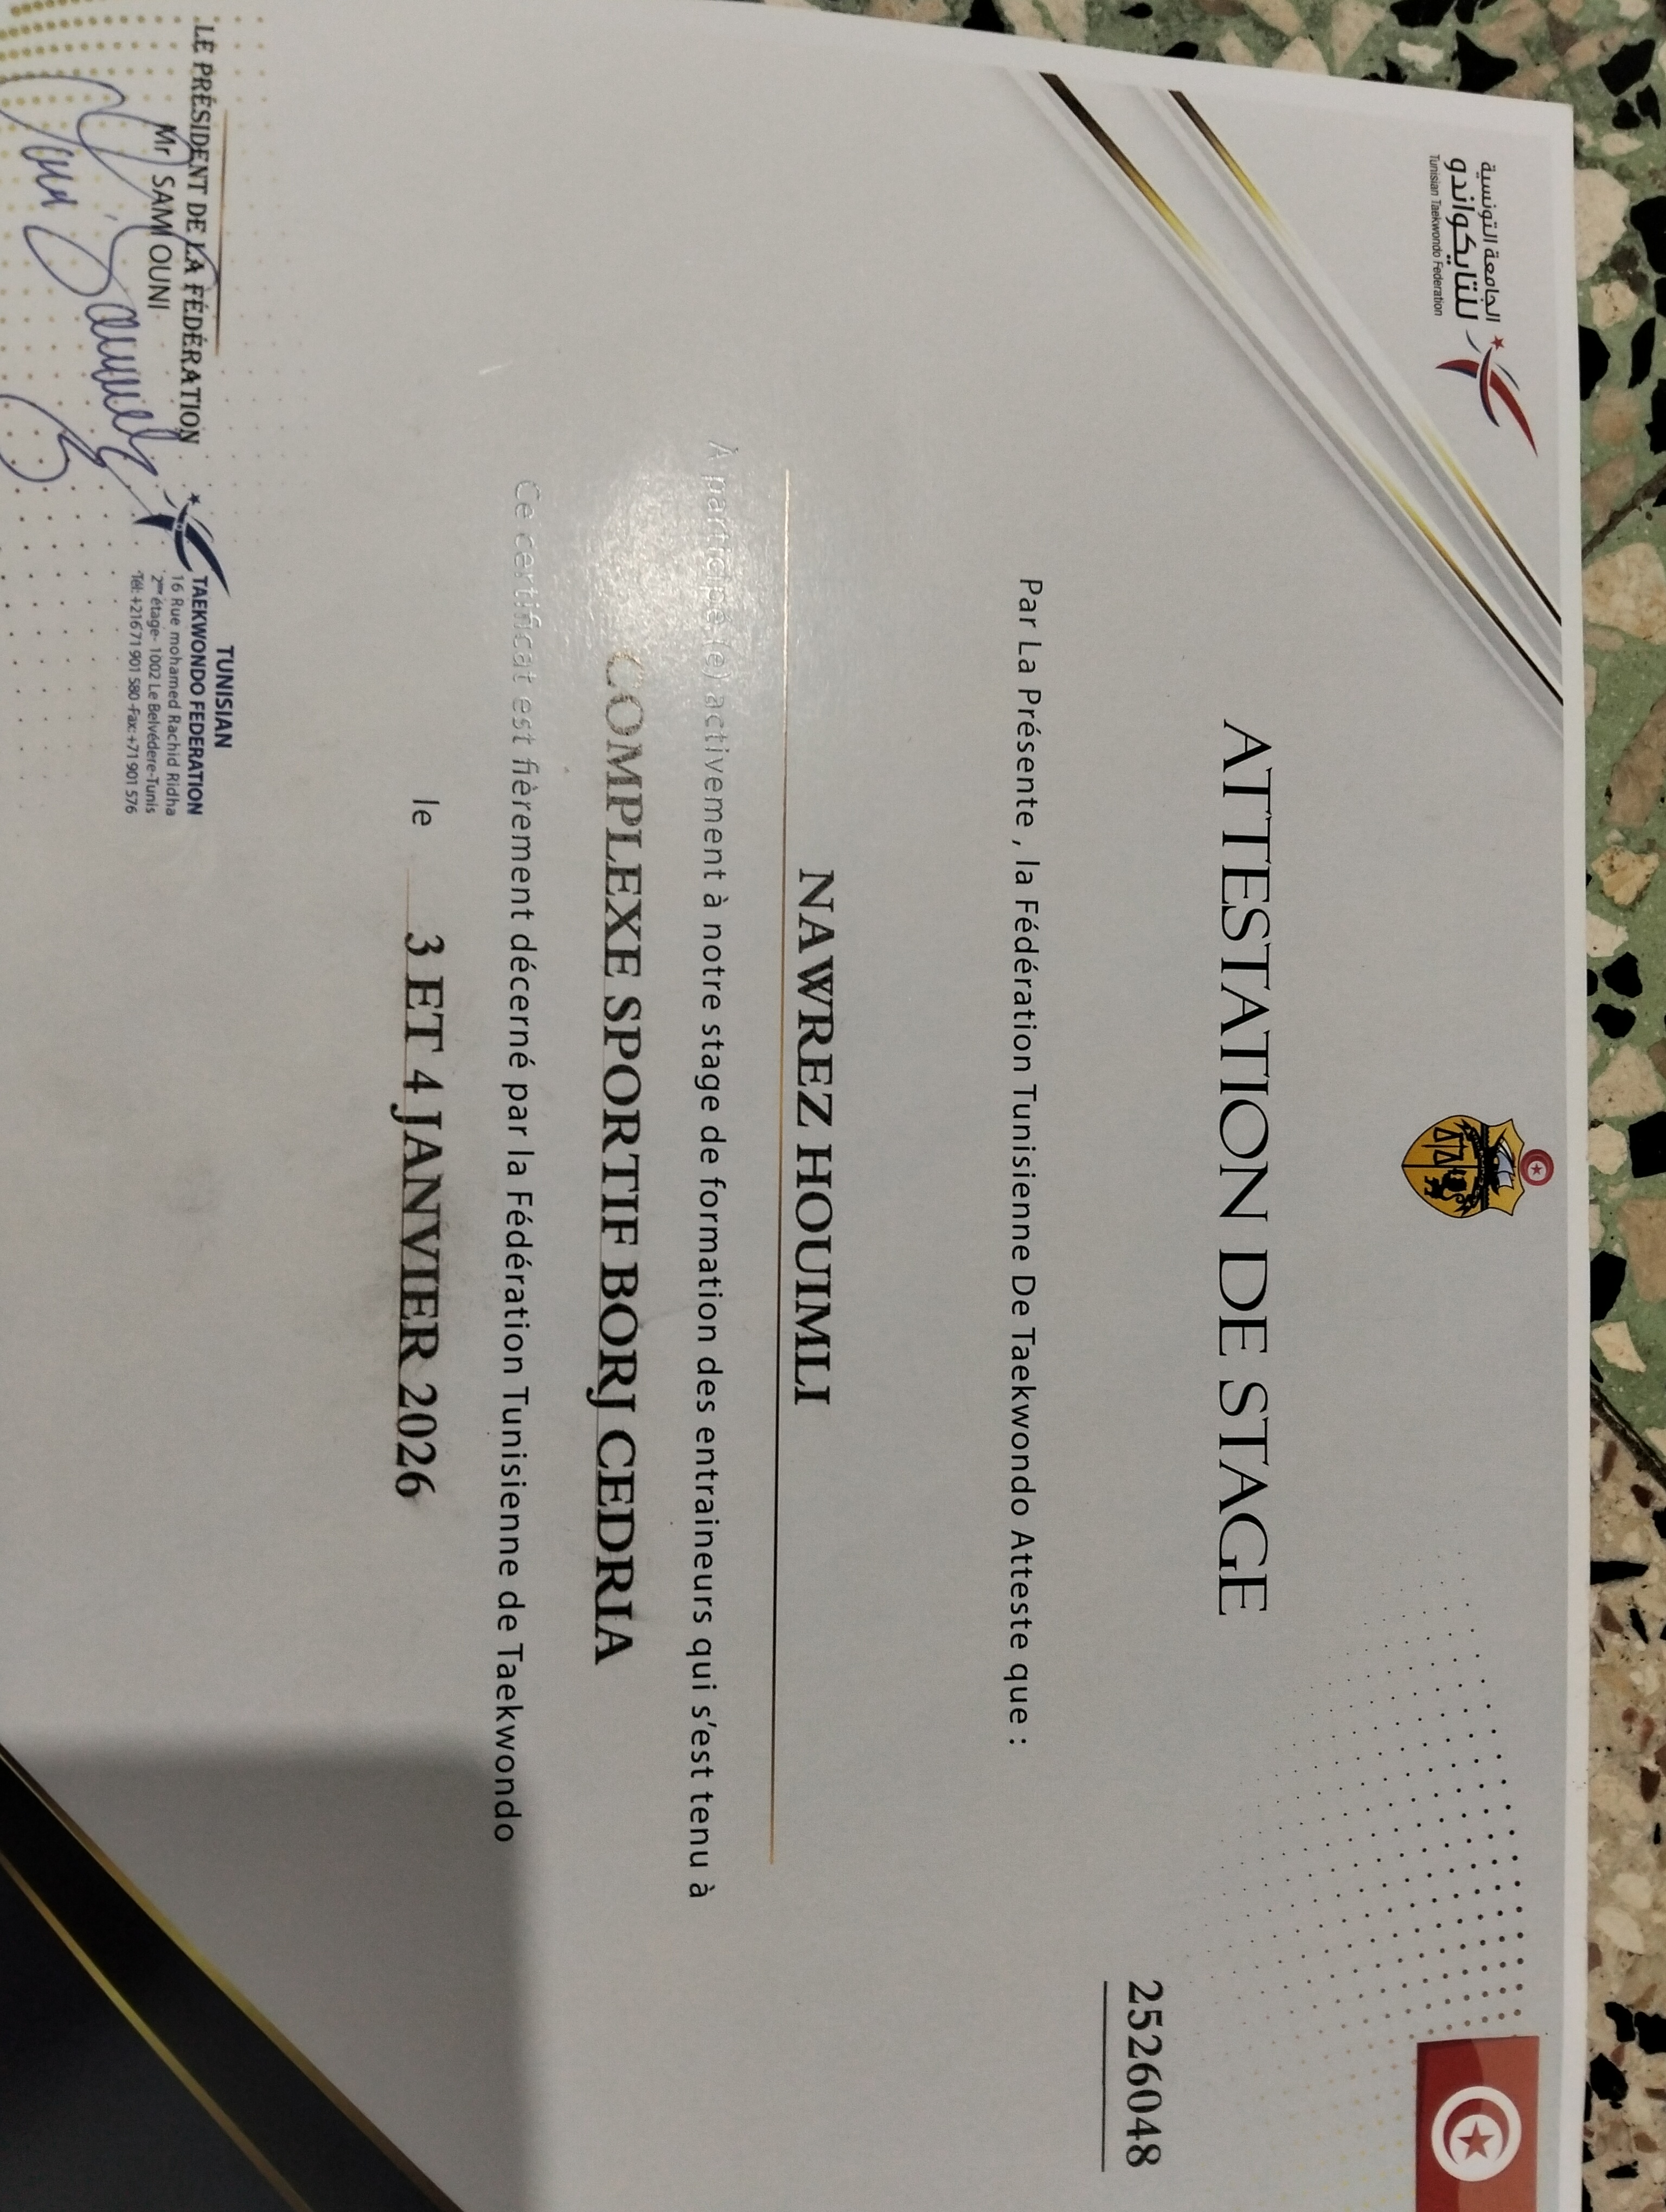 الجامعة التونسية
للتايكواندو
Tunisian Taekwondo Federation
ATTESTATION DE STAGE
2526048
Par La Présente , la Fédération Tunisienne De Taekwondo Atteste que :
NAWREZ HOUIMLI
A participé (e) activement à notre stage de formation des entraineurs qui s'est tenu à
COMPLEXE SPORTIF BORJ CEDRIA
Ce certificat est fièrement décerné par la Fédération Tunisienne de Taekwondo
le 3 ET 4 JANVIER 2026
LE PRÉSIDENT DE LA FÉDÉRATION
Mr SAMI OUNI
TUNISIAN
TAEKWONDO FEDERATION
16 Rue mohamed Rachid Ridha
2ème étage- 1002 Le Belvédere-Tunis
Tél: +21671 901 580 -Fax:+71 901 576